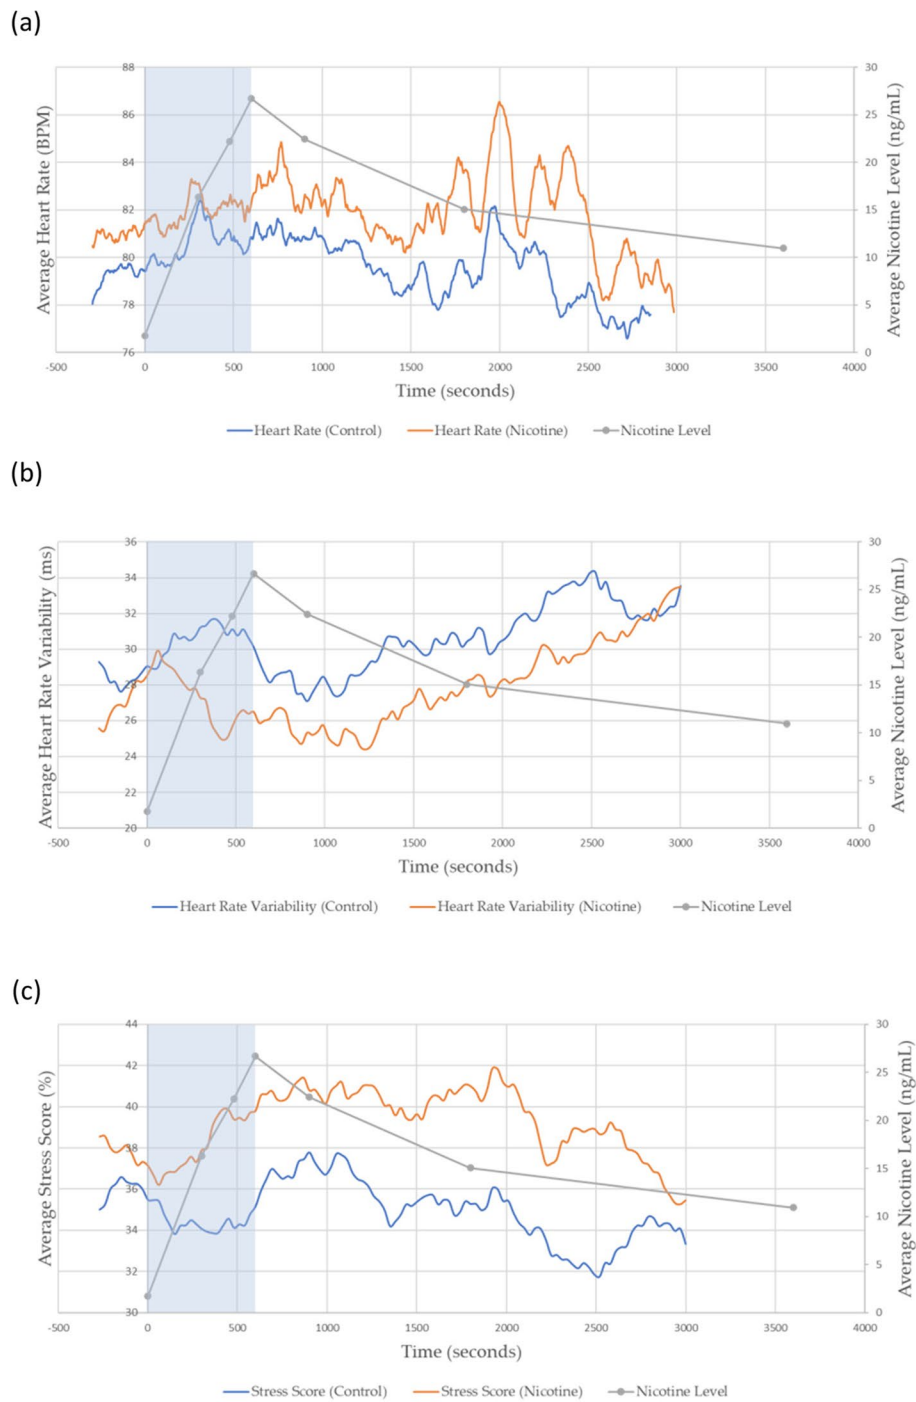 (a)
88
86
84
82
80
78
76
30
25
20
15
10
5
0
-500 0 500 1000 1500 2000 2500 3000 3500 4000
Average Heart Rate (BPM)
Average Nicotine Level (ng/mL)
Time (seconds)
Heart Rate (Control) Heart Rate (Nicotine) Nicotine Level
(b)
36
34
32
30
28
26
24
22
20
30
25
20
15
10
5
0
-500 0 500 1000 1500 2000 2500 3000 3500 4000
Average Heart Rate Variability (ms)
Average Nicotine Level (ng/mL)
Time (seconds)
Heart Rate Variability (Control) Heart Rate Variability (Nicotine) Nicotine Level
(c)
44
42
40
38
36
34
32
30
30
25
20
15
10
5
0
-500 0 500 1000 1500 2000 2500 3000 3500 4000
Average Stress Score (%)
Average Nicotine Level (ng/mL)
Time (seconds)
Stress Score (Control) Stress Score (Nicotine) Nicotine Level